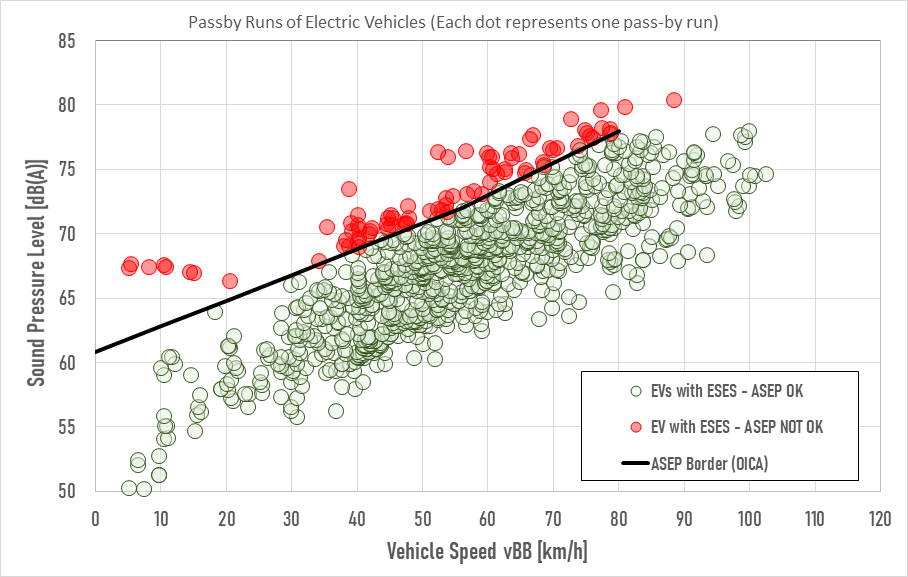 Passby Runs of Electric Vehicles (Each dot represents one pass-by run)
85
80
75
70
65
60
55
50
Sound Pressure Level [dB(A)]
EVs with ESES - ASEP OK
EV with ESES - ASEP NOT OK
ASEP Border (OICA)
0 10 20 30 40 50 60 70 80 90 100 110 120
Vehicle Speed vBB [km/h]